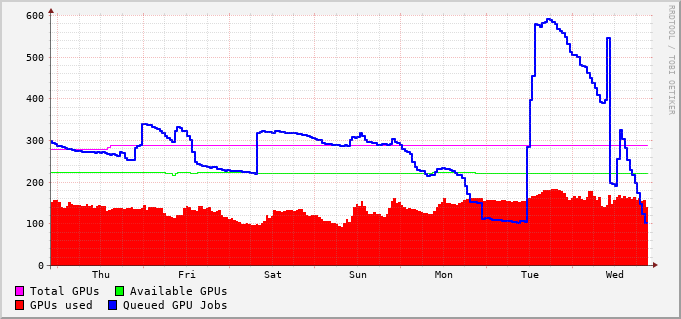 600
500
400
300
200
100
0
Thu Fri Sat Sun Mon Tue Wed
Total GPUs Available GPUs
GPUs used Queued GPU Jobs
RRDTOOL / TOBI OETIKER